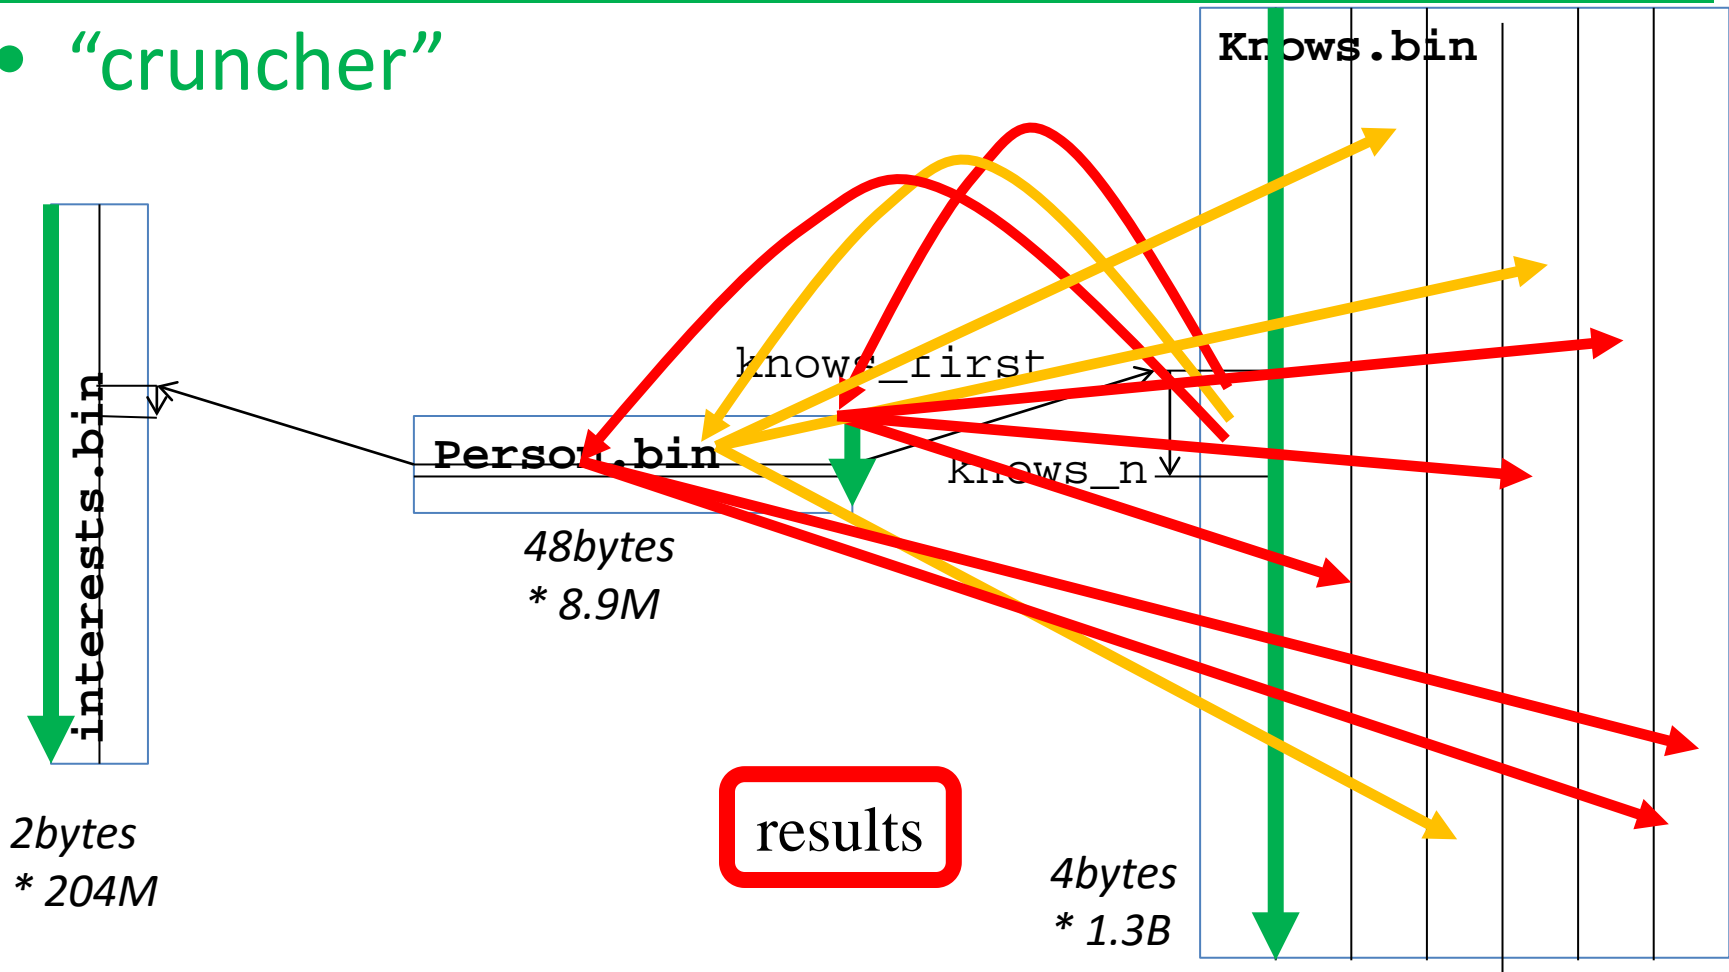 • “cruncher”
Knows.bin
knows_first
interests.bin
Person.bin
knows_n
48bytes
* 8.9M
results
2bytes
* 204M
4bytes
* 1.3B